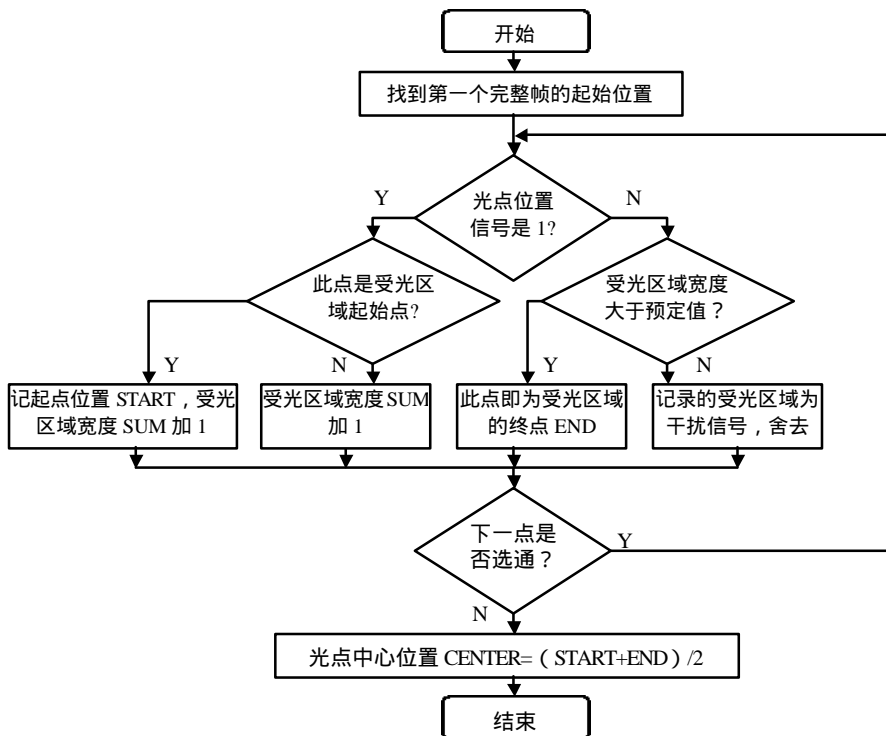 开始
找到第一个完整帧的起始位置
Y
N
光点位置
信号是 1?
此点是受光区
域起始点?
受光区域宽度
大于预定值？
Y
N
Y
N
记起点位置 START，受光
区域宽度 SUM 加 1
受光区域宽度 SUM
加 1
此点即为受光区域
的终点 END
记录的受光区域为
干扰信号，舍去
下一点是
否选通？
Y
N
光点中心位置 CENTER=（START+END）/2
结束